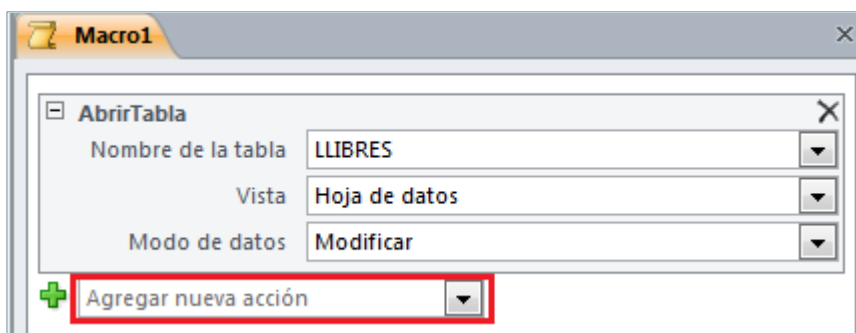 Macro1
AbrirTabla
Nombre de la tabla LLIBRES
Vista Hoja de datos
Modo de datos Modificar
Agregar nueva acción